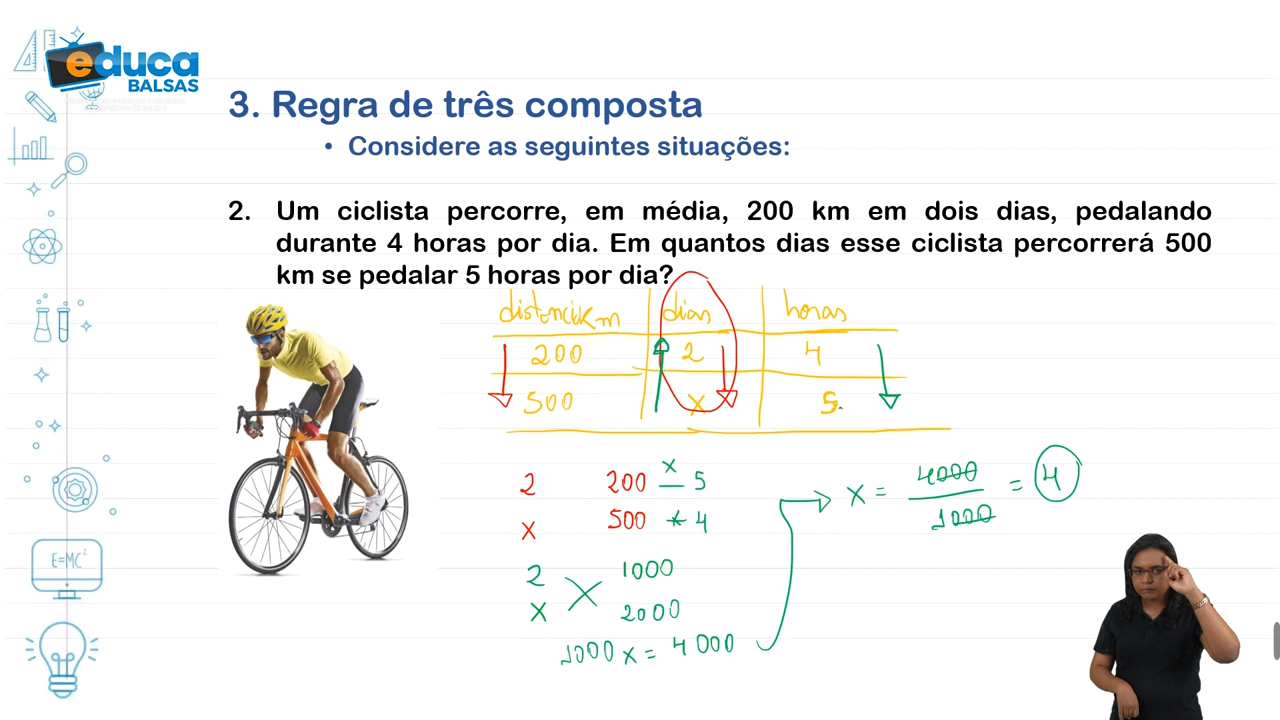 educa
BALSAS
3. Regra de três composta
• Considere as seguintes situações:
2. Um ciclista percorre, em média, 200 km em dois dias, pedalando
durante 4 horas por dia. Em quantos dias esse ciclista percorrerá 500
km se pedalar 5 horas por dia?
distância km dias horas
200 2 4
500 x 5
2 200 x 5
x 500 x 4
2 1000
x 2000
1000 x = 4000
x = 4000 / 1000 = 4
E=MC²